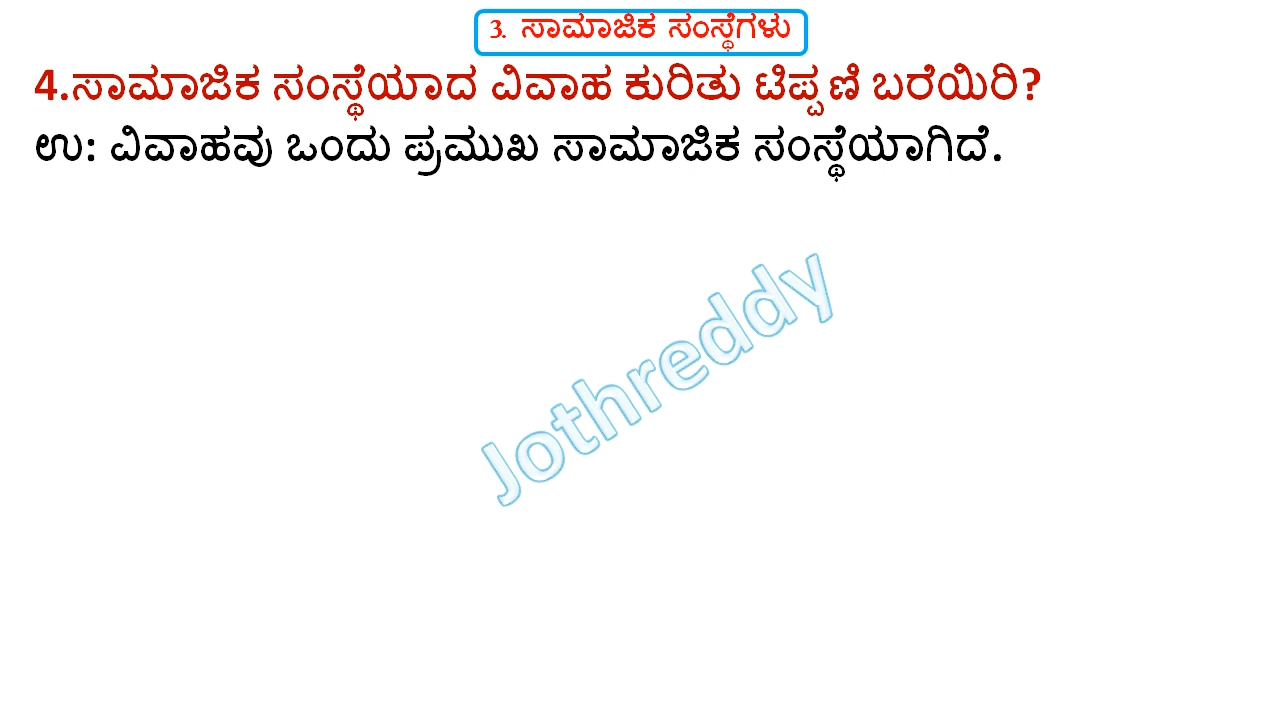 3. ಸಾಮಾಜಿಕ ಸಂಸ್ಥೆಗಳು
4.ಸಾಮಾಜಿಕ ಸಂಸ್ಥೆಯಾದ ವಿವಾಹ ಕುರಿತು ಟಿಪ್ಪಣಿ ಬರೆಯಿರಿ?
ಉ: ವಿವಾಹವು ಒಂದು ಪ್ರಮುಖ ಸಾಮಾಜಿಕ ಸಂಸ್ಥೆಯಾಗಿದೆ.
Jothreddy